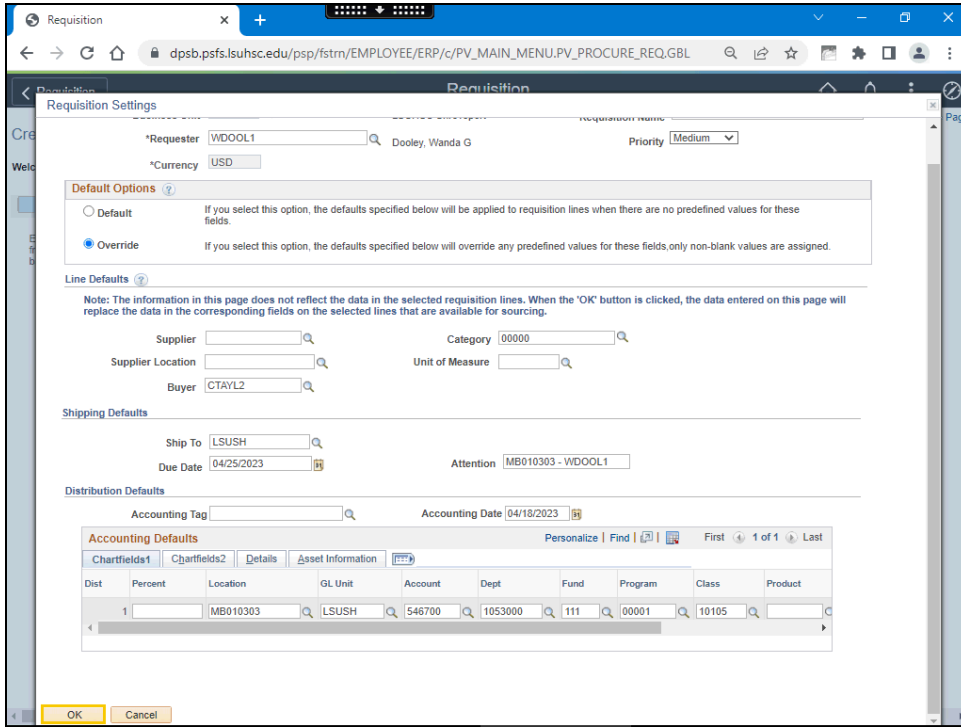 Requisition
dpsb.psfs.lsuhsc.edu/psp/fstrn/EMPLOYEE/ERP/c/PV_MAIN_MENU.PV_PROCURE_REQ.GBL
Requisition Requisition
Cre
Welc
Pag
Requisition Settings
Requisition Name
*Requester WDOOL1 Dooley, Wanda G Priority Medium
*Currency USD
Default Options
Default If you select this option, the defaults specified below will be applied to requisition lines when there are no predefined values for these
fields.
Override If you select this option, the defaults specified below will override any predefined values for these fields,only non-blank values are assigned.
Line Defaults
Note: The information in this page does not reflect the data in the selected requisition lines. When the 'OK' button is clicked, the data entered on this page will
replace the data in the corresponding fields on the selected lines that are available for sourcing.
Supplier Category 00000
Supplier Location Unit of Measure
Buyer CTAYL2
Shipping Defaults
Ship To LSUSH
Due Date 04/25/2023 Attention MB010303 - WDOOL1
Distribution Defaults
Accounting Tag Accounting Date 04/18/2023
Accounting Defaults Personalize | Find | First 1 of 1 Last
Chartfields1 Chartfields2 Details Asset Information
Dist Percent Location GL Unit Account Dept Fund Program Class Product
1 MB010303 LSUSH 546700 1053000 111 00001 10105
OK Cancel